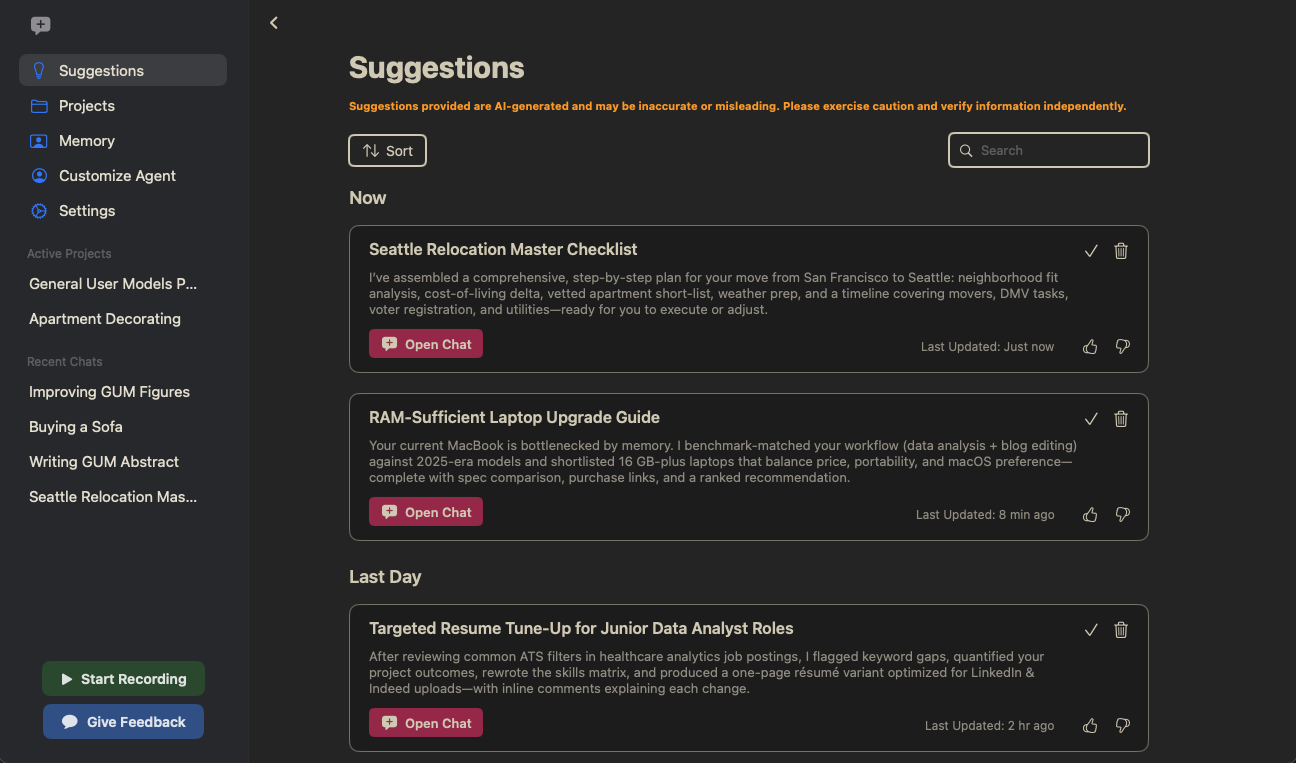 Suggestions
Projects
Memory
Customize Agent
Settings
Active Projects
General User Models P...
Apartment Decorating
Recent Chats
Improving GUM Figures
Buying a Sofa
Writing GUM Abstract
Seattle Relocation Mas...
Start Recording
Give Feedback
Suggestions
Suggestions provided are AI-generated and may be inaccurate or misleading. Please exercise caution and verify information independently.
Sort
Search
Now
Seattle Relocation Master Checklist
I’ve assembled a comprehensive, step-by-step plan for your move from San Francisco to Seattle: neighborhood fit
analysis, cost-of-living delta, vetted apartment short-list, weather prep, and a timeline covering movers, DMV tasks,
voter registration, and utilities—ready for you to execute or adjust.
Open Chat
Last Updated: Just now
RAM-Sufficient Laptop Upgrade Guide
Your current MacBook is bottlenecked by memory. I benchmark-matched your workflow (data analysis + blog editing)
against 2025-era models and shortlisted 16 GB-plus laptops that balance price, portability, and macOS preference—
complete with spec comparison, purchase links, and a ranked recommendation.
Open Chat
Last Updated: 8 min ago
Last Day
Targeted Resume Tune-Up for Junior Data Analyst Roles
After reviewing common ATS filters in healthcare analytics job postings, I flagged keyword gaps, quantified your
project outcomes, rewrote the skills matrix, and produced a one-page résumé variant optimized for LinkedIn &
Indeed uploads—with inline comments explaining each change.
Open Chat
Last Updated: 2 hr ago